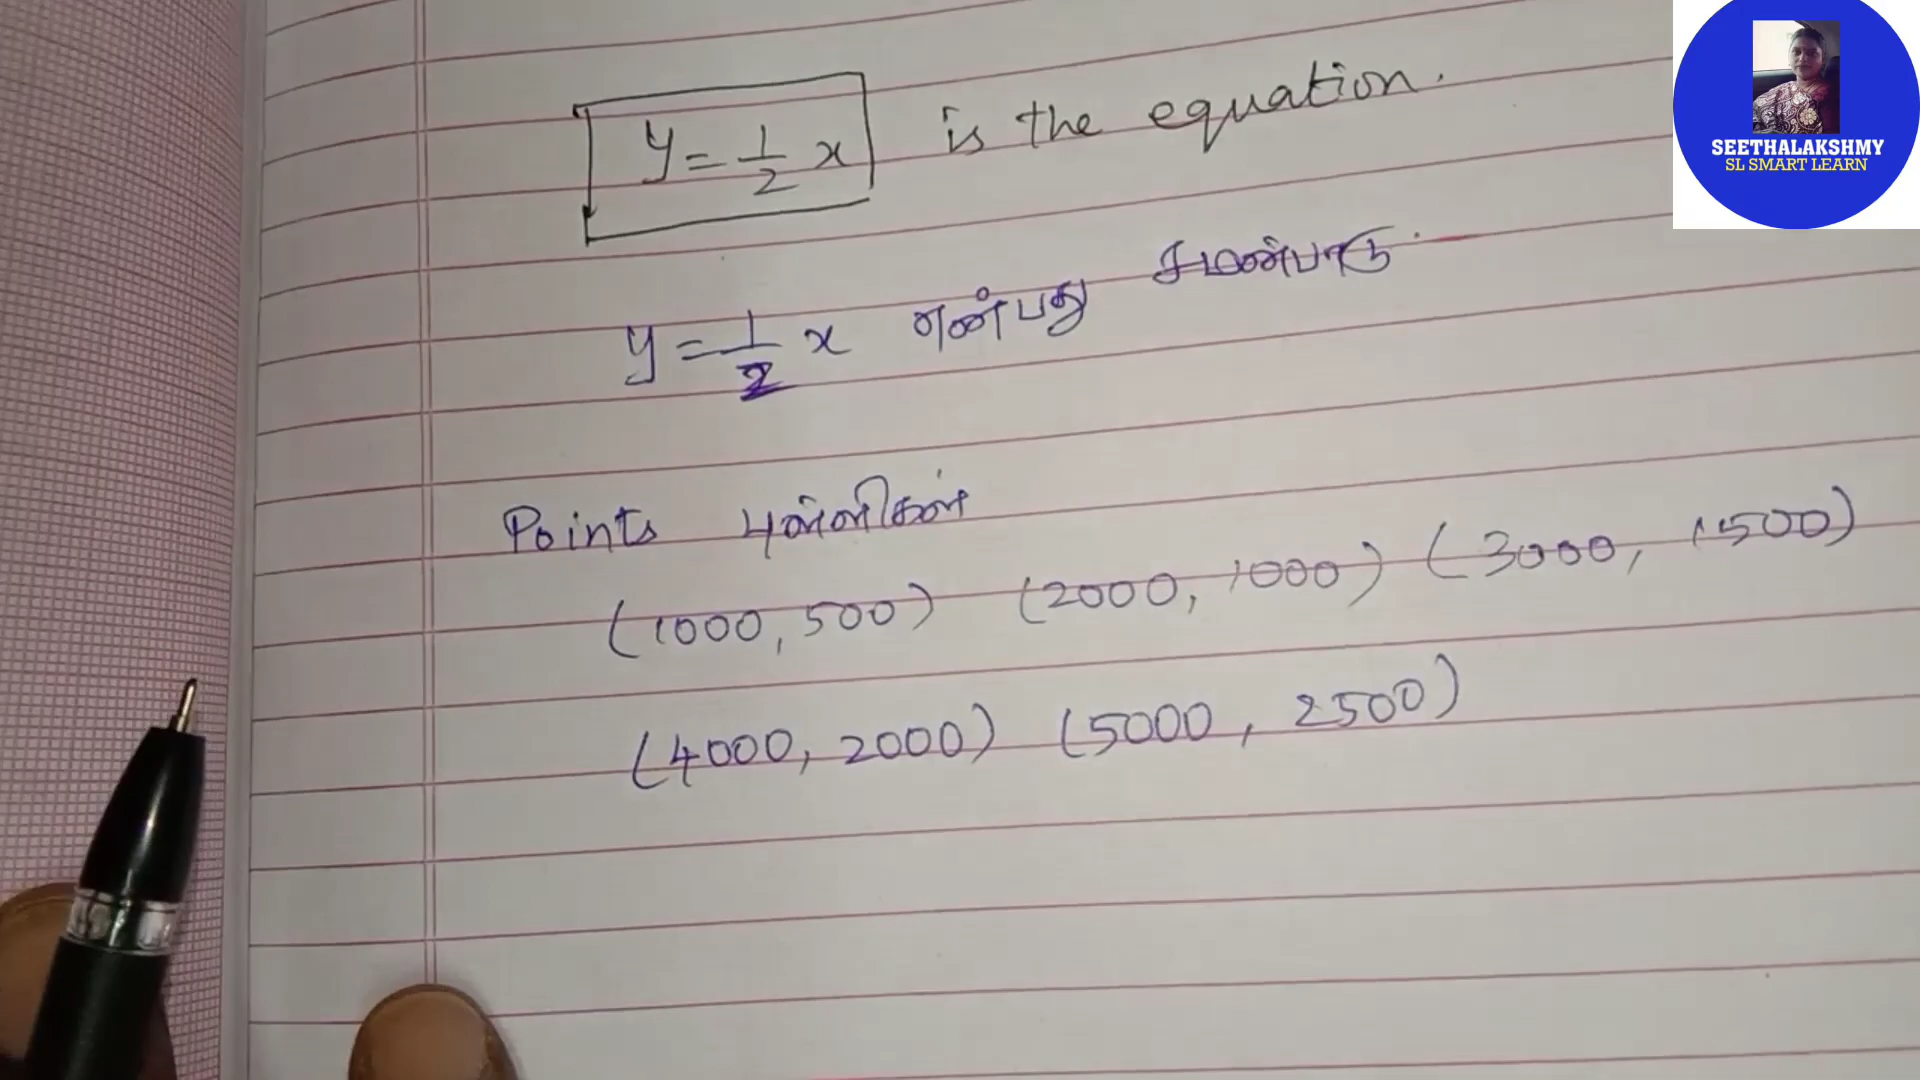 y = 1/2 x is the equation.
y = 1/2 x என்பது சமன்பாடு.
Points புள்ளிகள்
(1000, 500) (2000, 1000) (3000, 1500)
(4000, 2000) (5000, 2500)
SEETHALAKSHMY
SL SMART LEARN